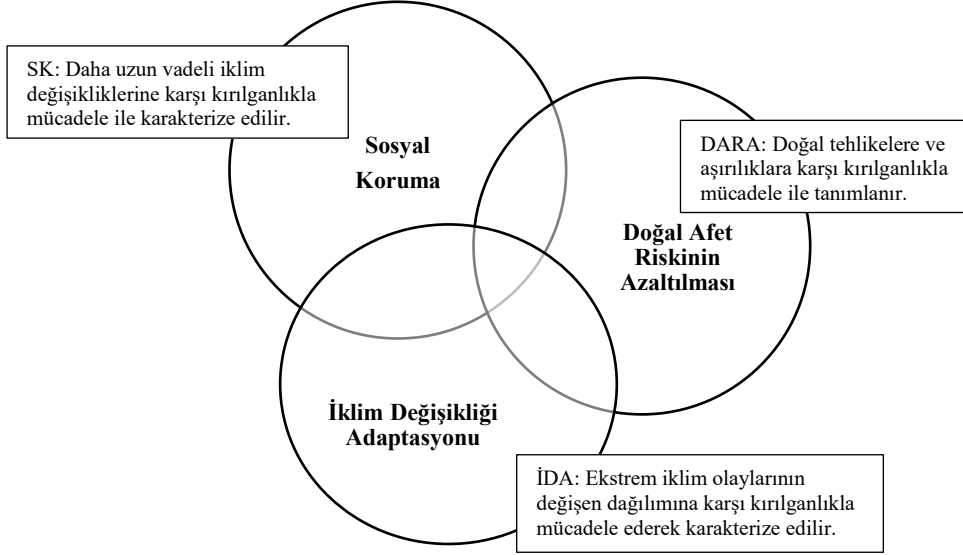 SK: Daha uzun vadeli iklim
değişikliklerine karşı kırılganlıkla
mücadele ile karakterize edilir.
Sosyal
Koruma
DARA: Doğal tehlikelere ve
aşırılıklara karşı kırılganlıkla
mücadele ile tanımlanır.
Doğal Afet
Riskinin
Azaltılması
İklim Değişikliği
Adaptasyonu
İDA: Ekstrem iklim olaylarının
değişen dağılımına karşı kırılganlıkla
mücadele ederek karakterize edilir.